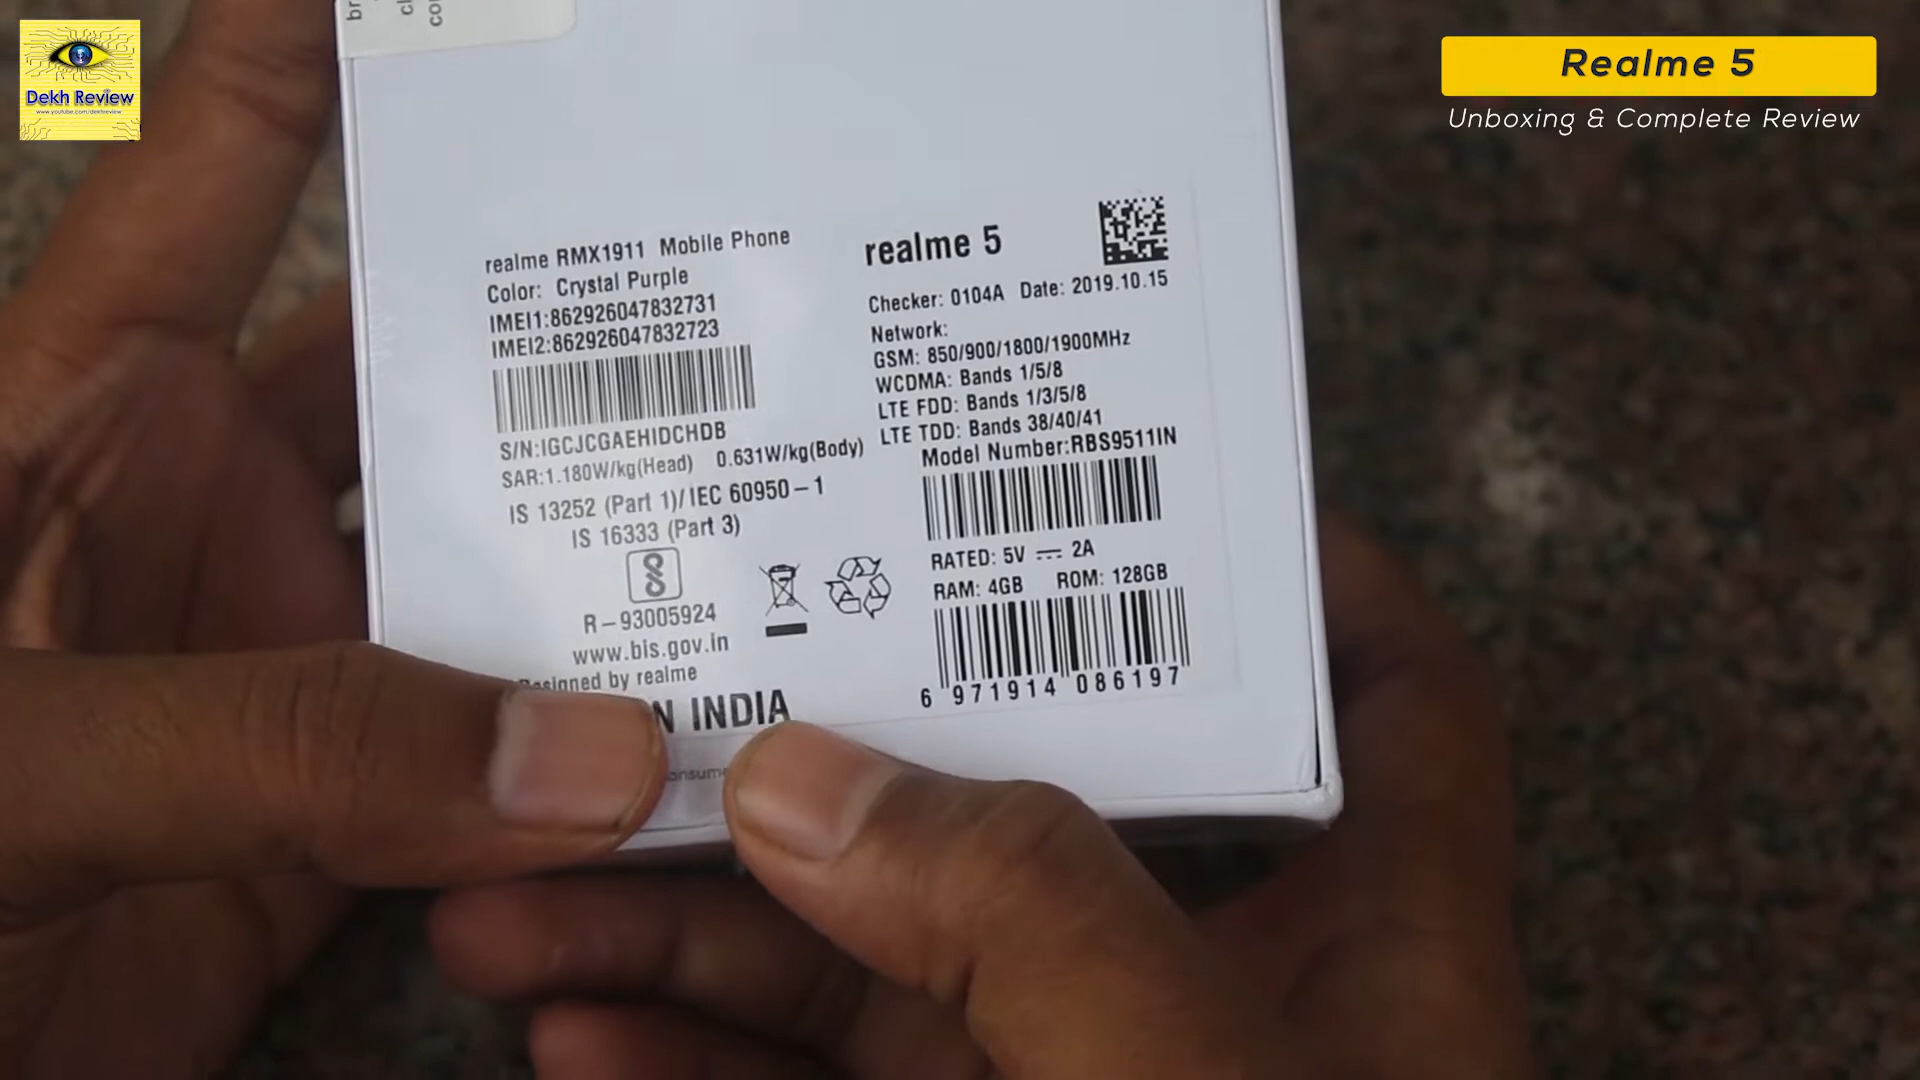 Dekh Review
www.youtube.com/dekhreview
Realme 5
Unboxing & Complete Review
realme RMX1911 Mobile Phone
Color: Crystal Purple
IMEI1:862926047832731
IMEI2:862926047832723
S/N:IGCJCGAEHIDCHDB
SAR:1.180W/kg(Head) 0.631W/kg(Body)
IS 13252 (Part 1)/IEC 60950-1
IS 16333 (Part 3)
R-93005924
www.bis.gov.in
by realme
INDIA
realme 5
Checker: 0104A Date: 2019.10.15
Network:
GSM: 850/900/1800/1900MHz
WCDMA: Bands 1/5/8
LTE FDD: Bands 1/3/5/8
LTE TDD: Bands 38/40/41
Model Number:RBS9511IN
RATED: 5V ⎓ 2A
RAM: 4GB ROM: 128GB
6 971914 086197